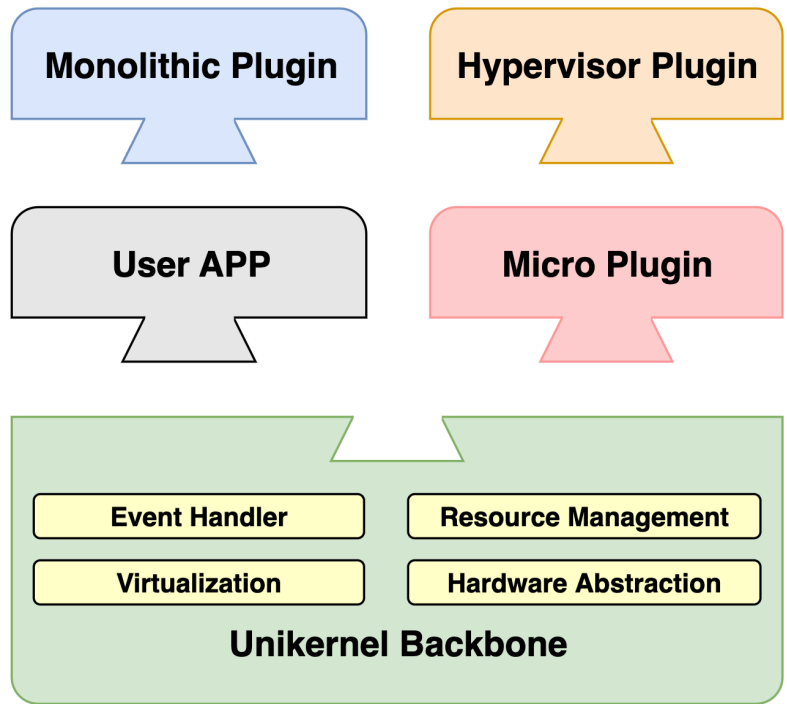 Monolithic Plugin
Hypervisor Plugin
User APP
Micro Plugin
Event Handler
Resource Management
Virtualization
Hardware Abstraction
Unikernel Backbone